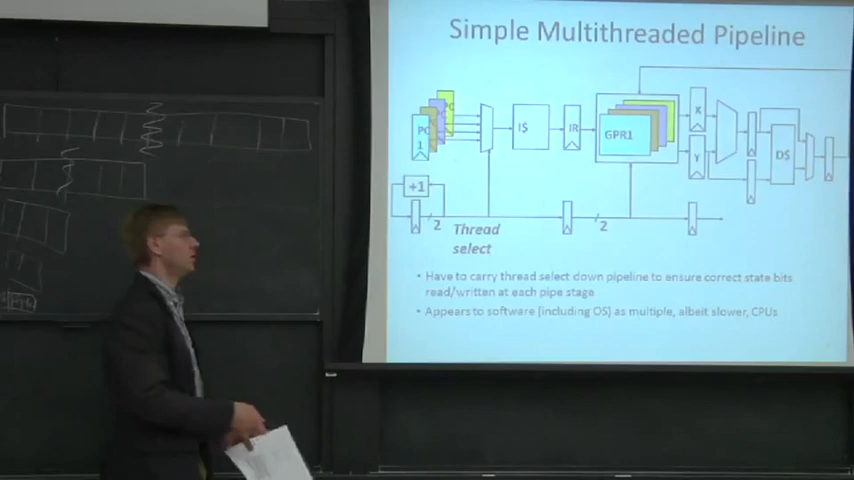 Simple Multithreaded Pipeline
PC
1
I$
IR
GPR1
X
Y
D$
+1
2
Thread
select
2
• Have to carry thread select down pipeline to ensure correct state bits
read/written at each pipe stage
• Appears to software (including OS) as multiple, albeit slower, CPUs